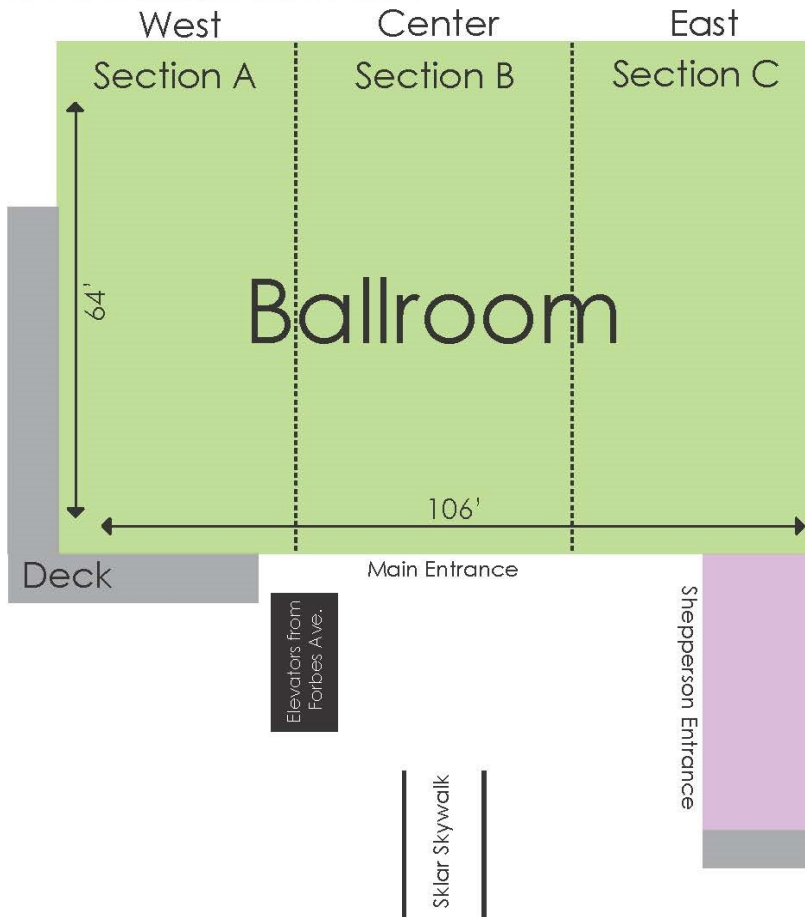 West
Center
East
Section A
Section B
Section C
64’
Ballroom
106’
Deck
Main Entrance
Elevators from
Forbes Ave.
Shepperson Entrance
Sklar Skywalk